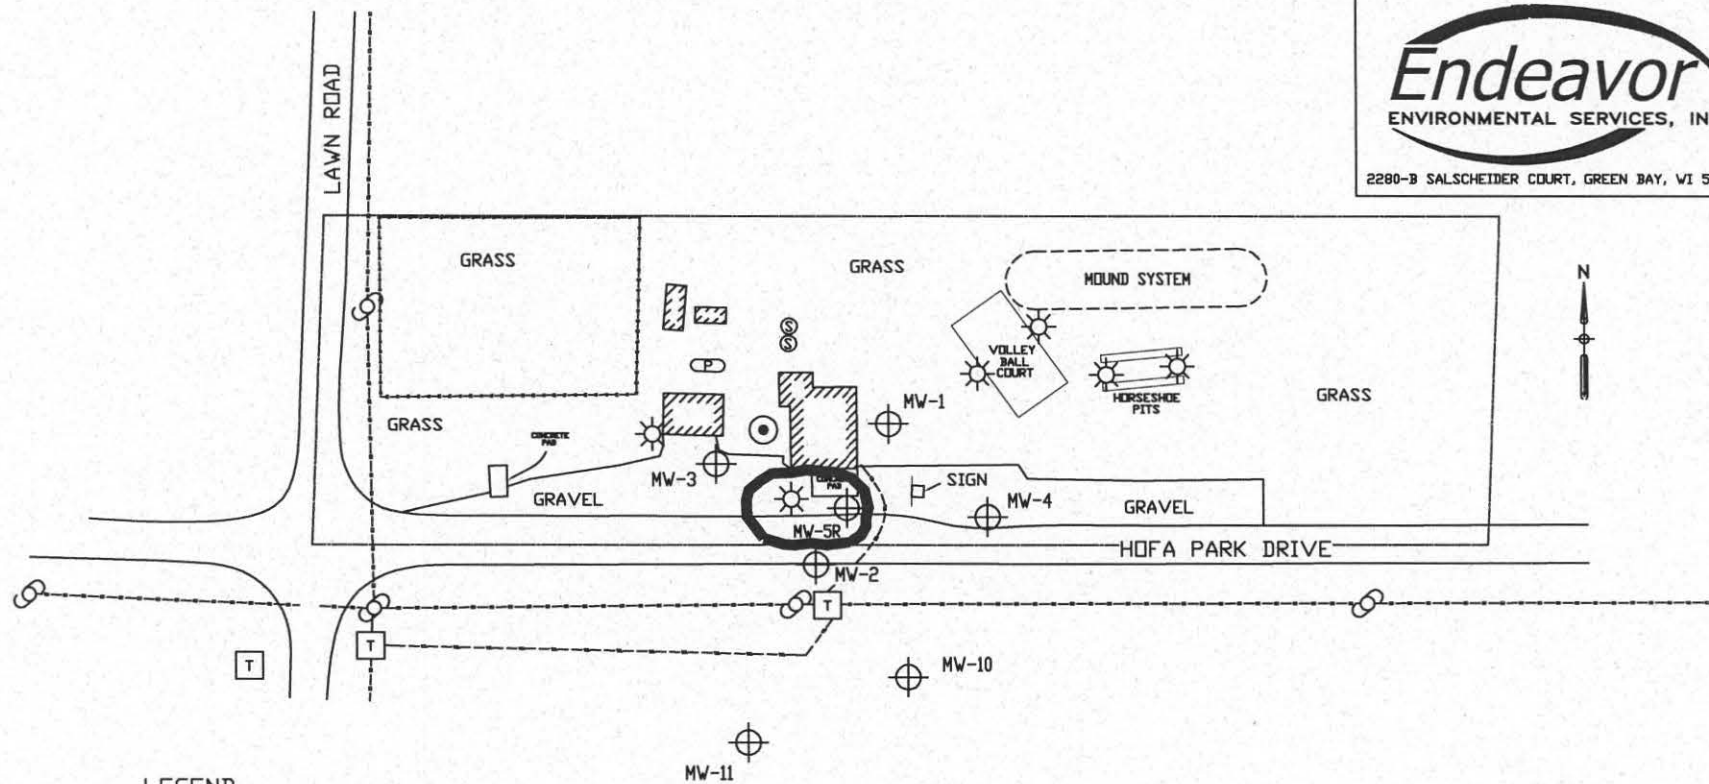 Endeavor
ENVIRONMENTAL SERVICES, IN
2280-B SALSCHEIDER COURT, GREEN BAY, WI 5
LAWN ROAD
GRASS
GRASS
MOUND SYSTEM
N
S
S
VOLLEY
BALL
COURT
P
HORSESHOE
PITS
GRASS
MW-1
GRASS
CONCRETE
PAD
MW-3
CONCRETE
PAD
SIGN
GRAVEL
MW-4
GRAVEL
MW-5R
HOFA PARK DRIVE
MW-2
T
T
T
MW-10
MW-11
LEGEND